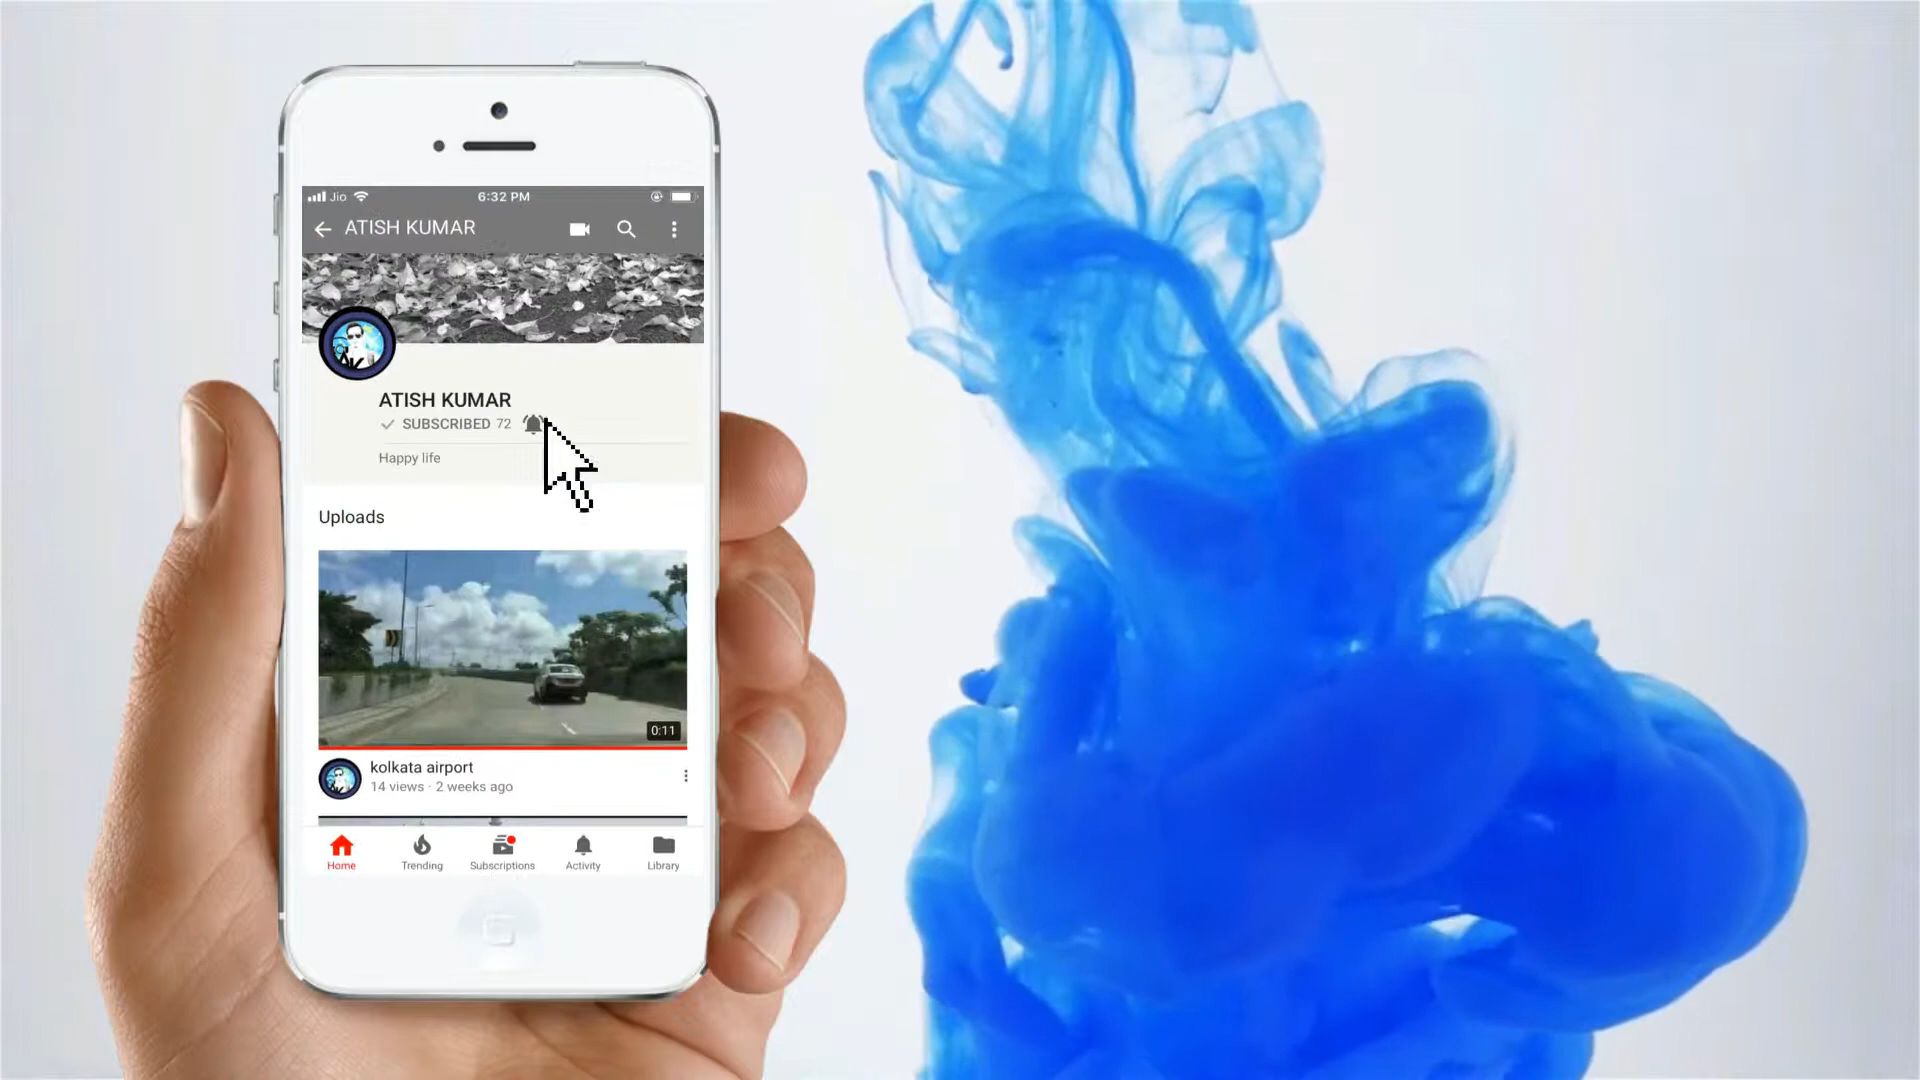 Jio 6:32 PM
ATISH KUMAR
ATISH KUMAR
SUBSCRIBED 72
Happy life
Uploads
0:11
kolkata airport
14 views · 2 weeks ago
Home Trending Subscriptions Activity Library